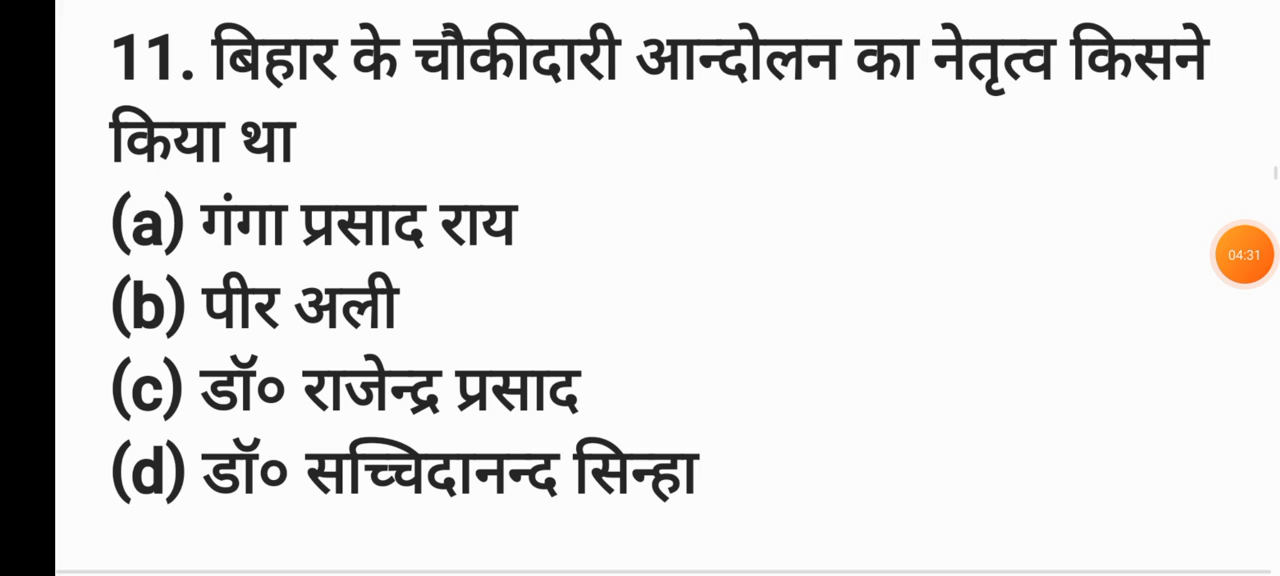 11. बिहार के चौकीदारी आन्दोलन का नेतृत्व किसने
किया था
(a) गंगा प्रसाद राय
(b) पीर अली
(c) डॉ० राजेन्द्र प्रसाद
(d) डॉ० सच्चिदानन्द सिन्हा
04:31